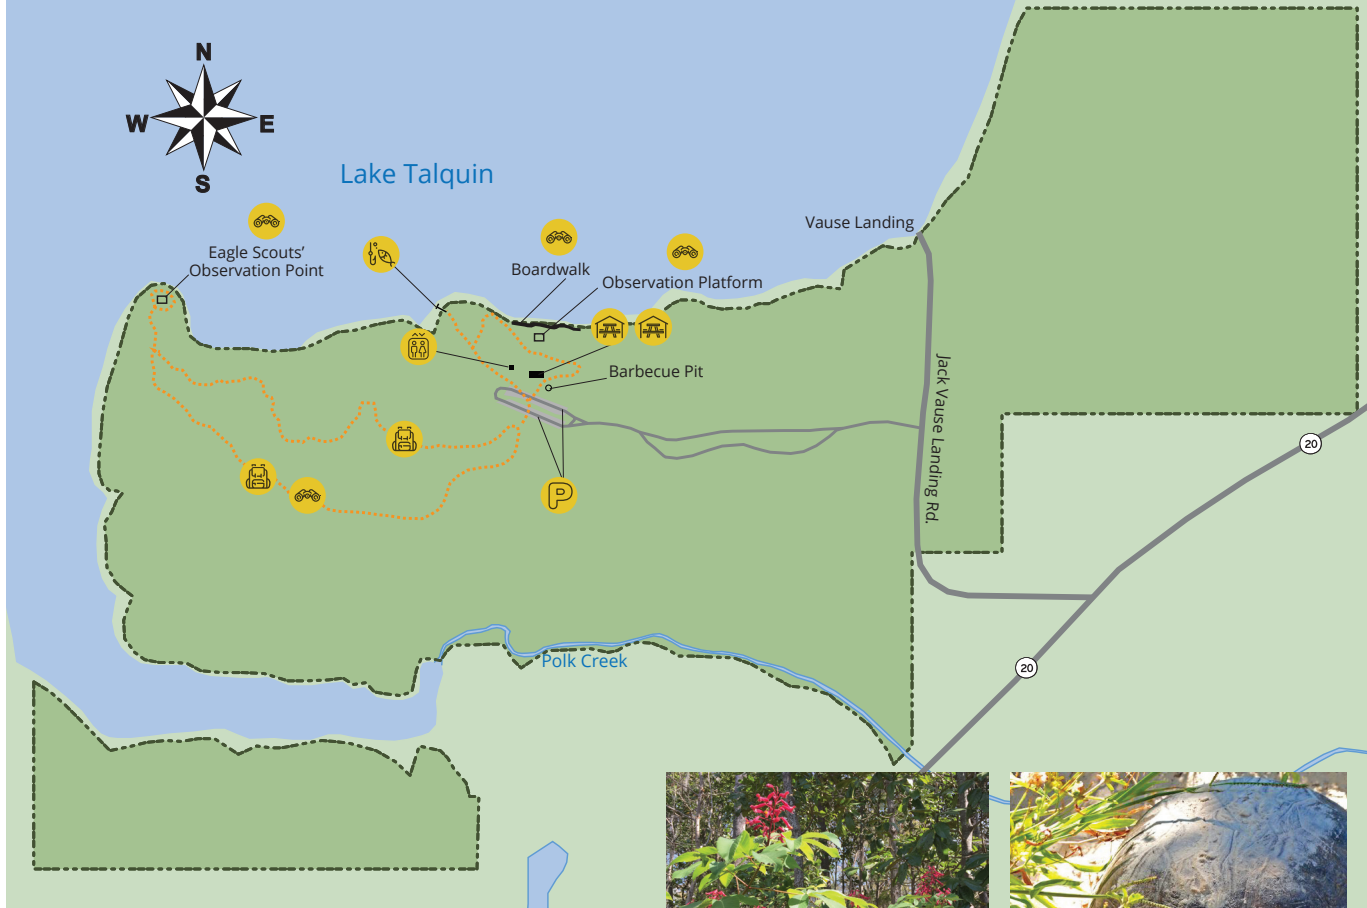 N
W E
S
Lake Talquin
Vause Landing
Eagle Scouts'
Observation Point
Boardwalk
Observation Platform
Barbecue Pit
Jack Vause Landing Rd.
20
P
20
Polk Creek